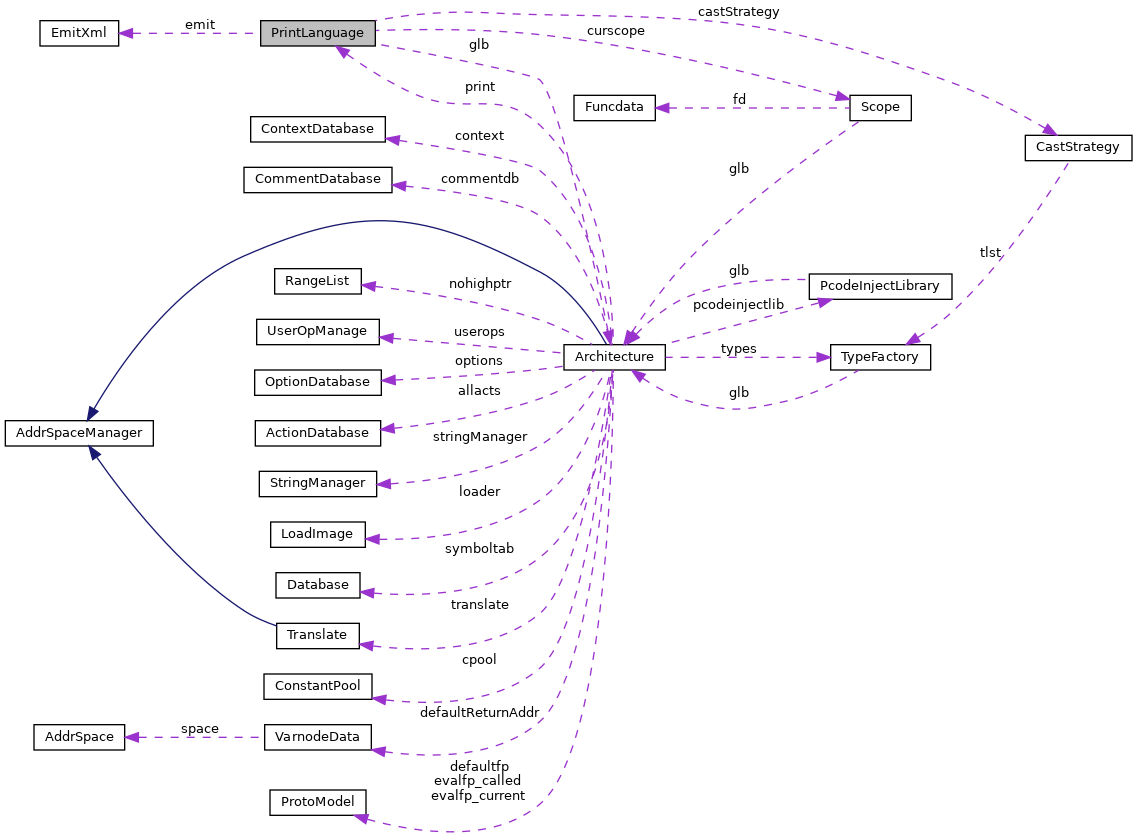 castStrategy
emit
EmitXml
PrintLanguage
curscope
glb
print
fd
Funcdata
Scope
ContextDatabase
context
CastStrategy
CommentDatabase
commentdb
glb
tlst
RangeList
nohighptr
glb
PcodeInjectLibrary
pcodeinjectlib
UserOpManage
userops
Architecture
types
TypeFactory
options
OptionDatabase
allacts
glb
AddrSpaceManager
ActionDatabase
stringManager
StringManager
loader
LoadImage
symboltab
Database
translate
Translate
cpool
ConstantPool
defaultReturnAddr
space
AddrSpace
VarnodeData
defaultfp
evalfp_called
evalfp_current
ProtoModel